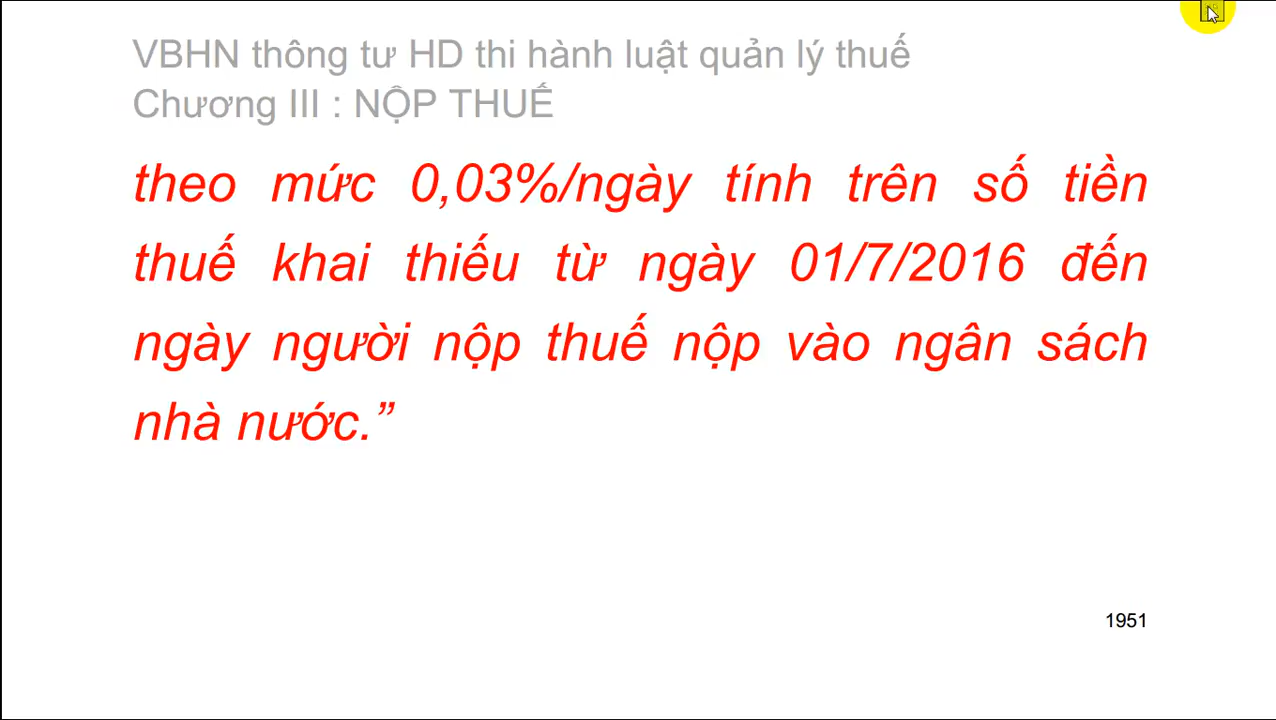 VBHN thông tư HD thi hành luật quản lý thuế
Chương III : NỘP THUẾ
theo mức 0,03%/ngày tính trên số tiền
thuế khai thiếu từ ngày 01/7/2016 đến
ngày người nộp thuế nộp vào ngân sách
nhà nước.”
1951